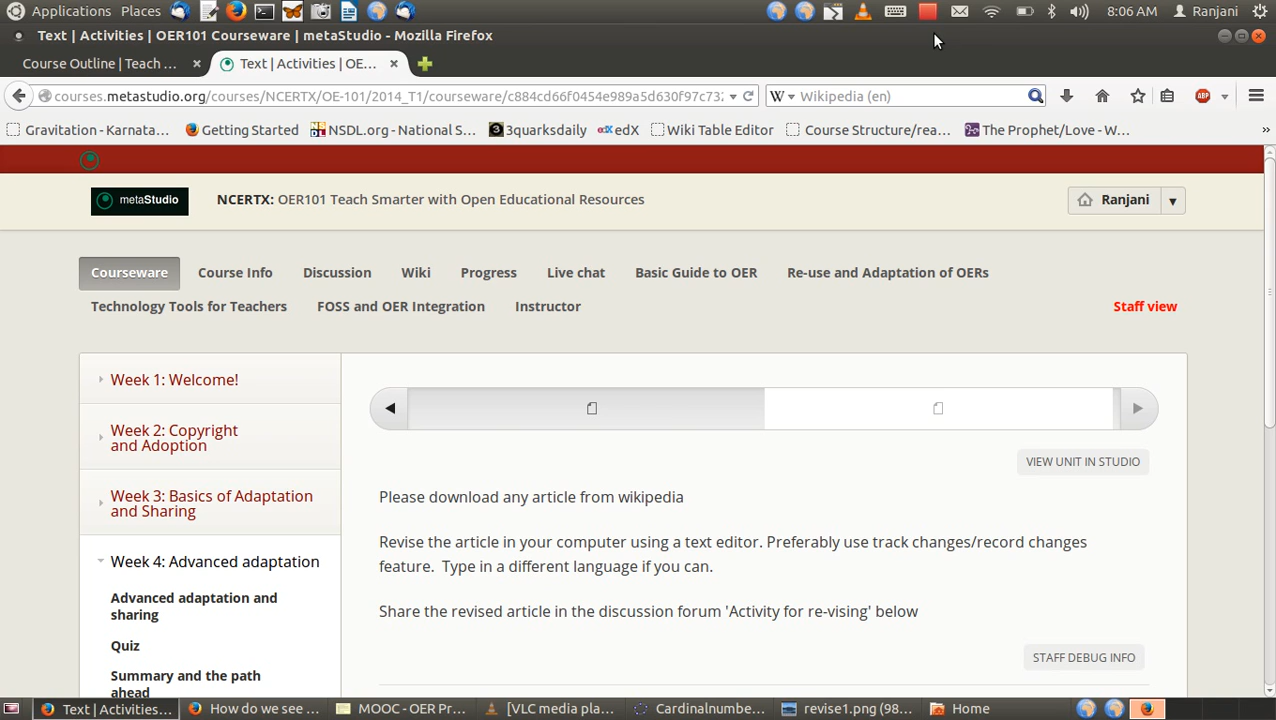 Applications Places 8:06 AM Ranjani
Text | Activities | OER101 Courseware | metaStudio - Mozilla Firefox
Course Outline | Teach ... Text | Activities | OE...
courses.metastudio.org/courses/NCERTX/OE-101/2014_T1/courseware/c884cd66f0454e989a5d630f97c732 W Wikipedia (en) ABP
Gravitation - Karnata... Getting Started NSDL.org - National S... 3 3quarksdaily edX edX Wiki Table Editor Course Structure/rea... The Prophet/Love - W... »
metaStudio NCERTX: OER101 Teach Smarter with Open Educational Resources Ranjani
Courseware Course Info Discussion Wiki Progress Live chat Basic Guide to OER Re-use and Adaptation of OERs
Technology Tools for Teachers FOSS and OER Integration Instructor Staff view
Week 1: Welcome!
Week 2: Copyright
and Adoption
Week 3: Basics of Adaptation
and Sharing
Week 4: Advanced adaptation
Advanced adaptation and
sharing
Quiz
Summary and the path
ahead
VIEW UNIT IN STUDIO
Please download any article from wikipedia
Revise the article in your computer using a text editor. Preferably use track changes/record changes
feature. Type in a different language if you can.
Share the revised article in the discussion forum 'Activity for re-vising' below
STAFF DEBUG INFO
Text | Activities... How do we see ... MOOC - OER Pr... [VLC media pla... Cardinalnumbe... revise1.png (98... Home